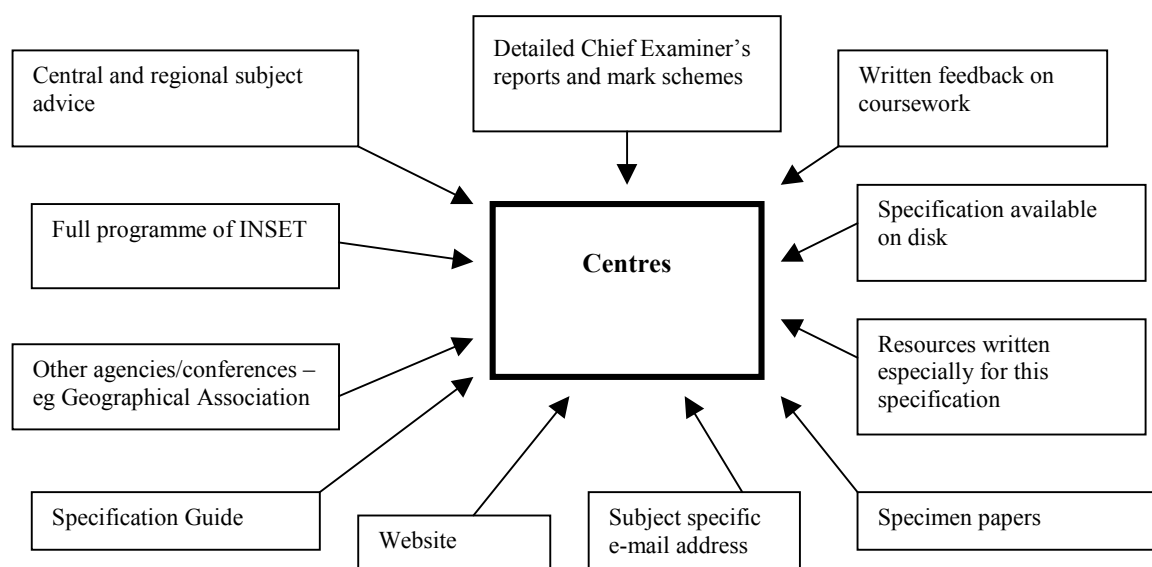 Detailed Chief Examiner’s
reports and mark schemes
Central and regional subject
advice
Written feedback on
coursework
Full programme of INSET
Centres
Specification available
on disk
Other agencies/conferences –
eg Geographical Association
Resources written
especially for this
specification
Specification Guide
Website
Subject specific
e-mail address
Specimen papers